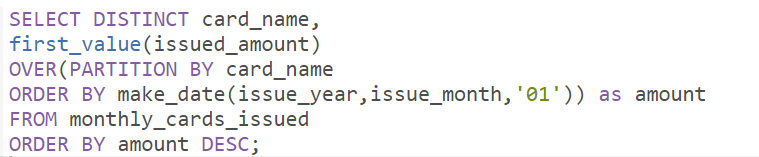 SELECT DISTINCT card_name,
first_value(issued_amount)
OVER(PARTITION BY card_name
ORDER BY make_date(issue_year,issue_month,'01')) as amount
FROM monthly_cards_issued
ORDER BY amount DESC;